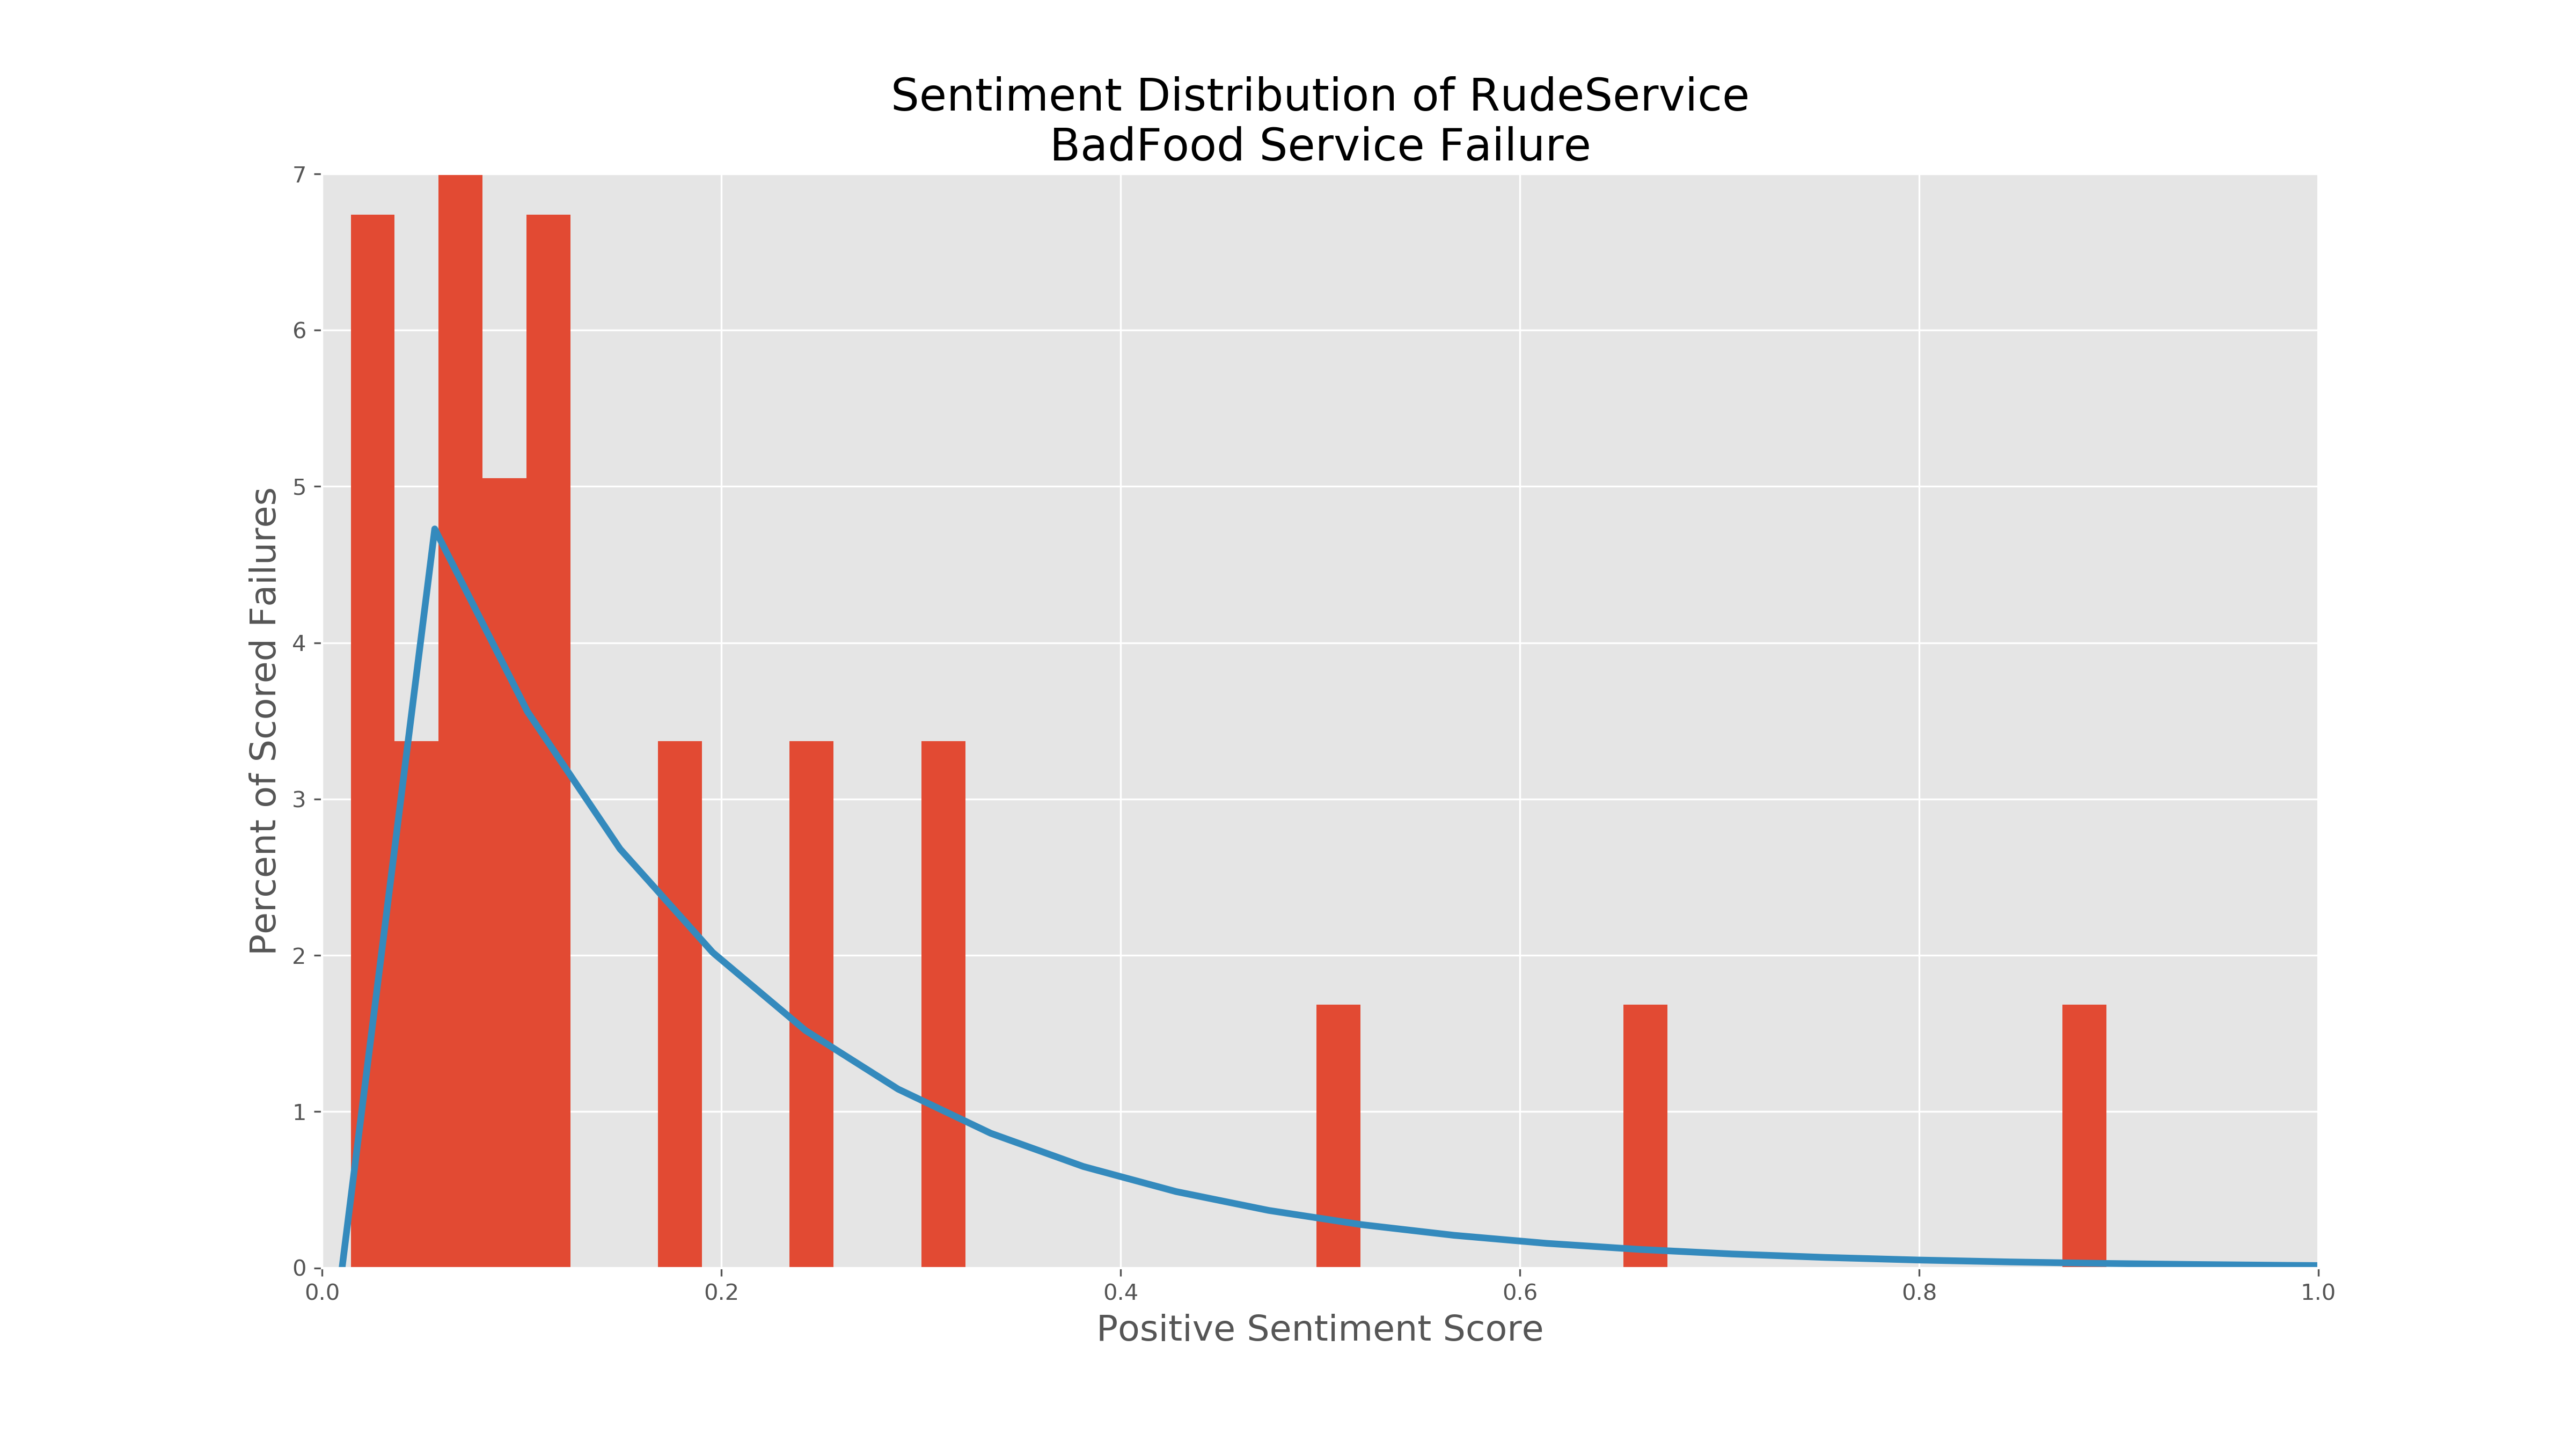 Sentiment Distribution of RudeService
BadFood Service Failure
Percent of Scored Failures
7
6
5
4
3
2
1
0
0.0 0.2 0.4 0.6 0.8 1.0
Positive Sentiment Score